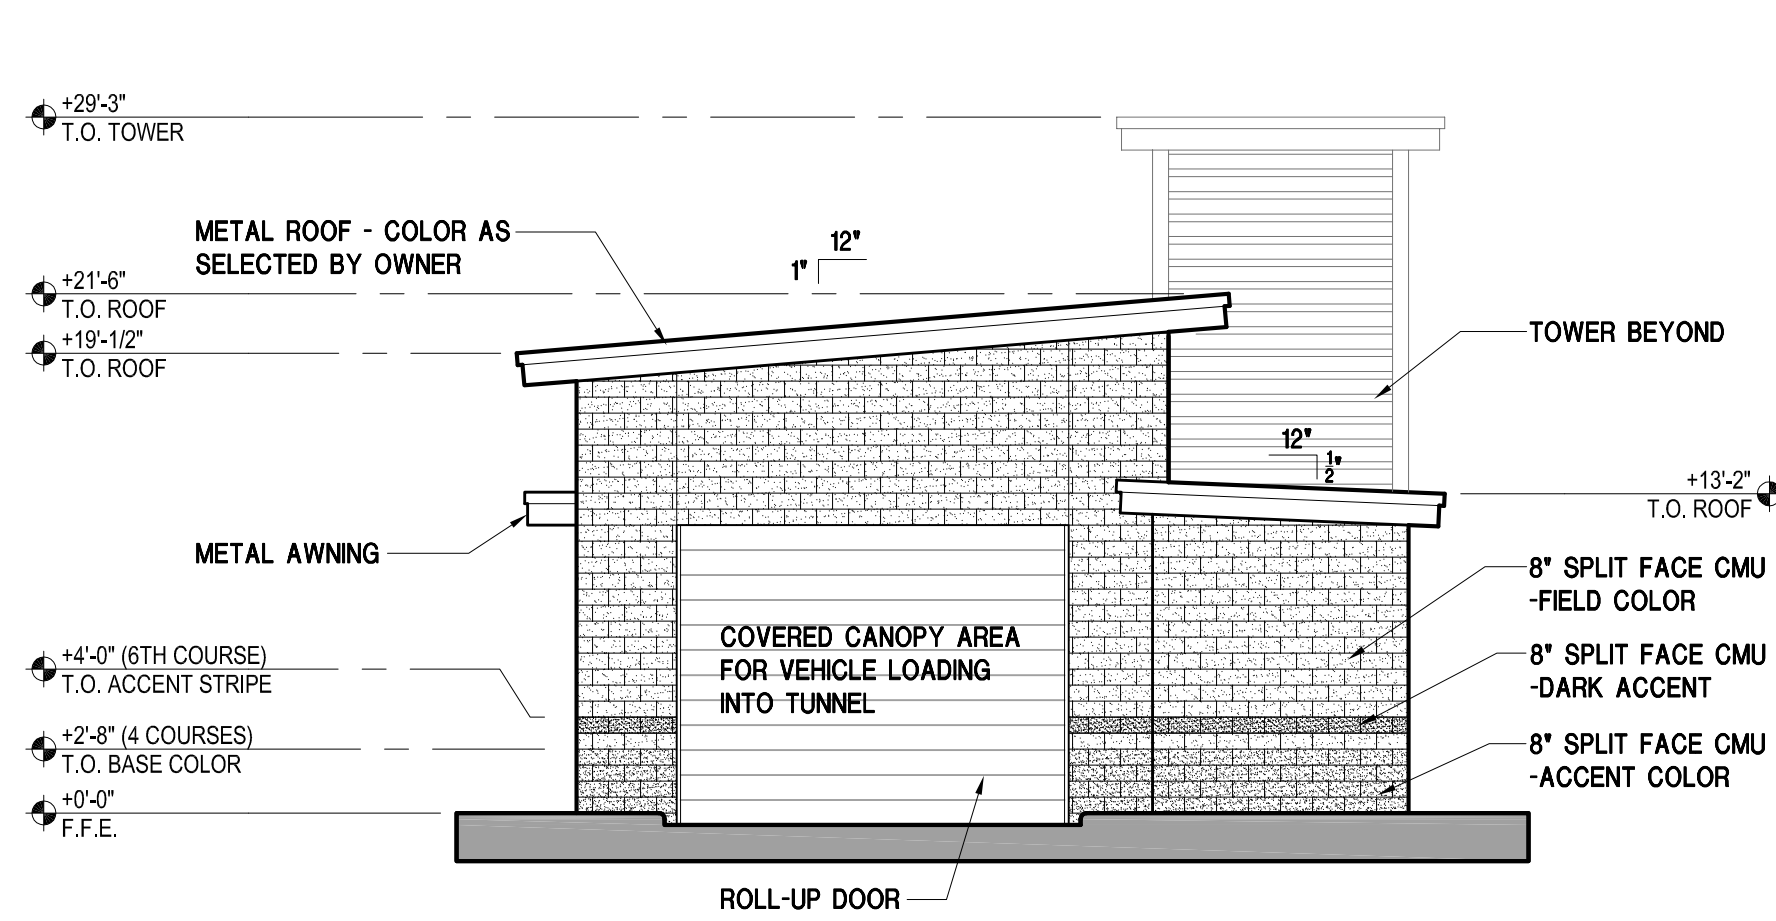 +29'-3"
T.O. TOWER
METAL ROOF - COLOR AS
SELECTED BY OWNER
12"
1"
+21'-6"
T.O. ROOF
+19'-1/2"
T.O. ROOF
TOWER BEYOND
12"
1/2"
+13'-2"
T.O. ROOF
METAL AWNING
8" SPLIT FACE CMU
-FIELD COLOR
COVERED CANOPY AREA
FOR VEHICLE LOADING
INTO TUNNEL
+4'-0" (6TH COURSE)
T.O. ACCENT STRIPE
8" SPLIT FACE CMU
-DARK ACCENT
+2'-8" (4 COURSES)
T.O. BASE COLOR
8" SPLIT FACE CMU
-ACCENT COLOR
+0'-0"
F.F.E.
ROLL-UP DOOR